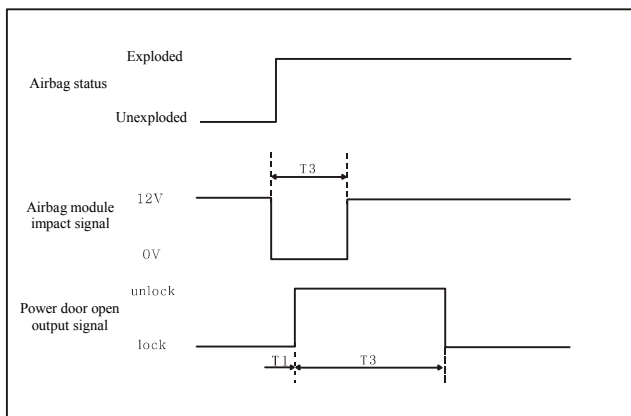 Exploded
Airbag status
Unexploded
T3
12V
Airbag module
impact signal
0V
unlock
Power door open
output signal
lock
T1
T3